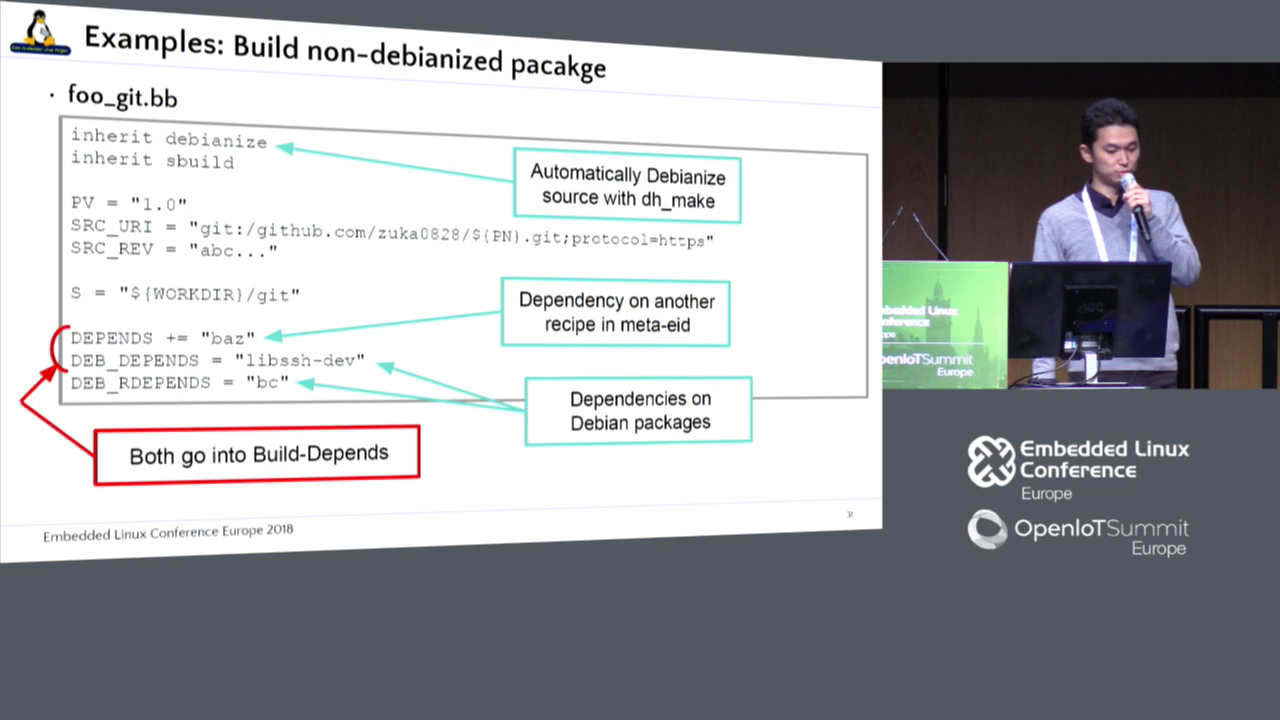 Examples: Build non-debianized pacakge
· foo_git.bb
inherit debianize
inherit sbuild
PV = "1.0"
SRC_URI = "git:/github.com/zuka0828/${PN}.git;protocol=https"
SRC_REV = "abc..."
S = "${WORKDIR}/git"
DEPENDS += "baz"
DEB_DEPENDS = "libssh-dev"
DEB_RDEPENDS = "bc"
Automatically Debianize
source with dh_make
Dependency on another
recipe in meta-eid
Dependencies on
Debian packages
Both go into Build-Depends
Embedded Linux Conference Europe 2018
31
OpenIoTSummit
Europe
Embedded Linux
Conference
Europe
OpenIoTSummit
Europe